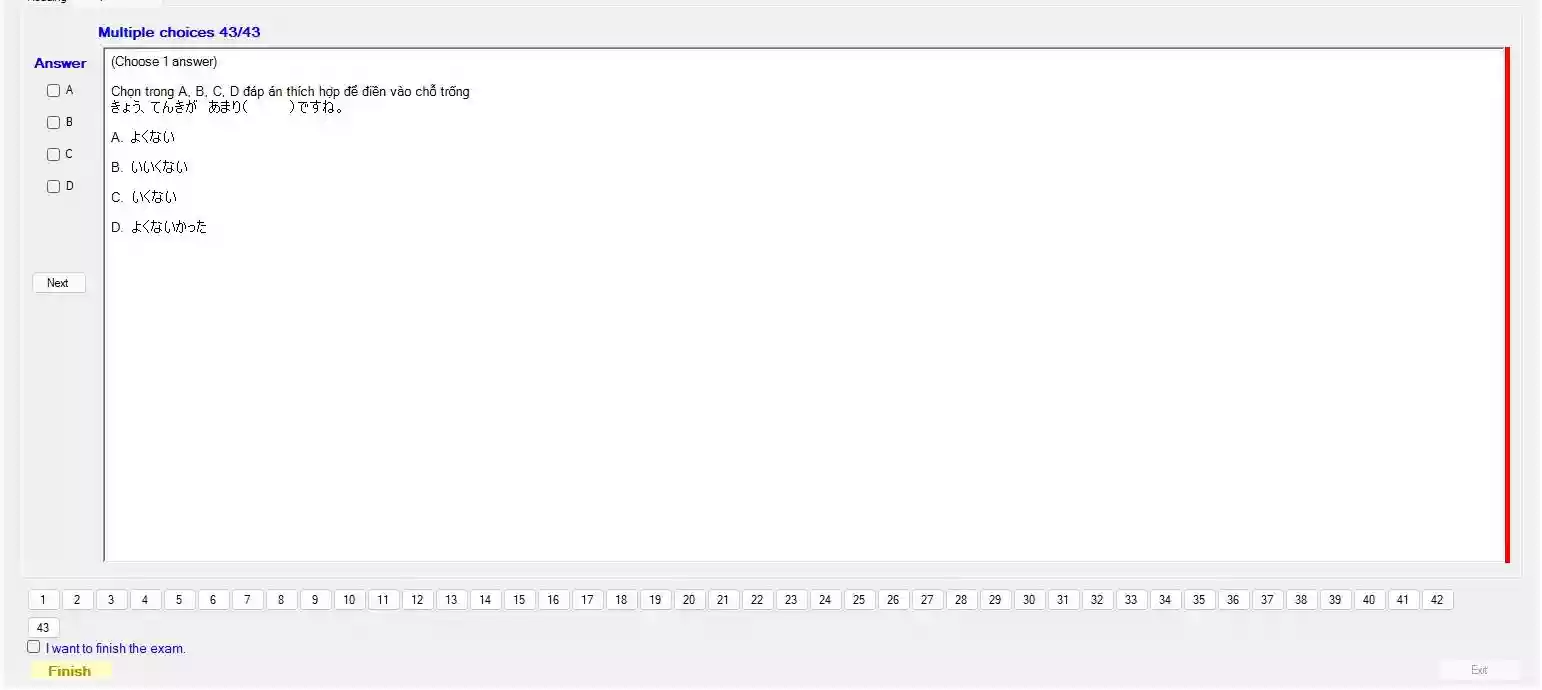 Multiple choices 43/43
Answer
(Choose 1 answer)
A
B
C
D
Chọn trong A, B, C, D đáp án thích hợp để điền vào chỗ trống
きょう、てんきが　あまり(　　　)ですね。
A. よくない
B. いいくない
C. いくない
D. よくないかった
Next
1 2 3 4 5 6 7 8 9 10 11 12 13 14 15 16 17 18 19 20 21 22 23 24 25 26 27 28 29 30 31 32 33 34 35 36 37 38 39 40 41 42
43
I want to finish the exam.
Finish
Exit